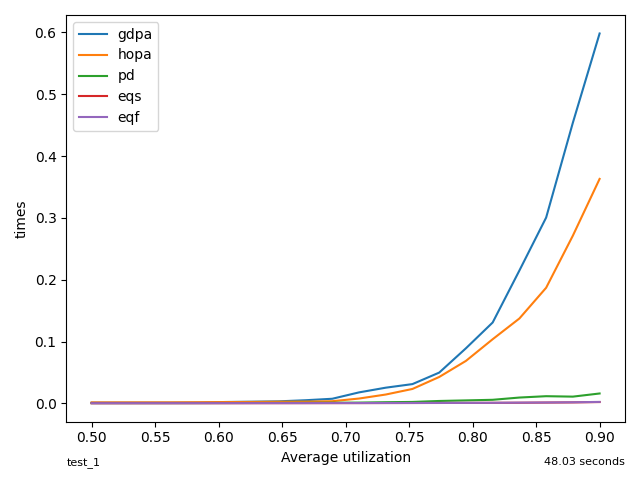 gdpa
hopa
pd
eqs
eqf
times
0.6
0.5
0.4
0.3
0.2
0.1
0.0
0.50 0.55 0.60 0.65 0.70 0.75 0.80 0.85 0.90
Average utilization
test_1
48.03 seconds